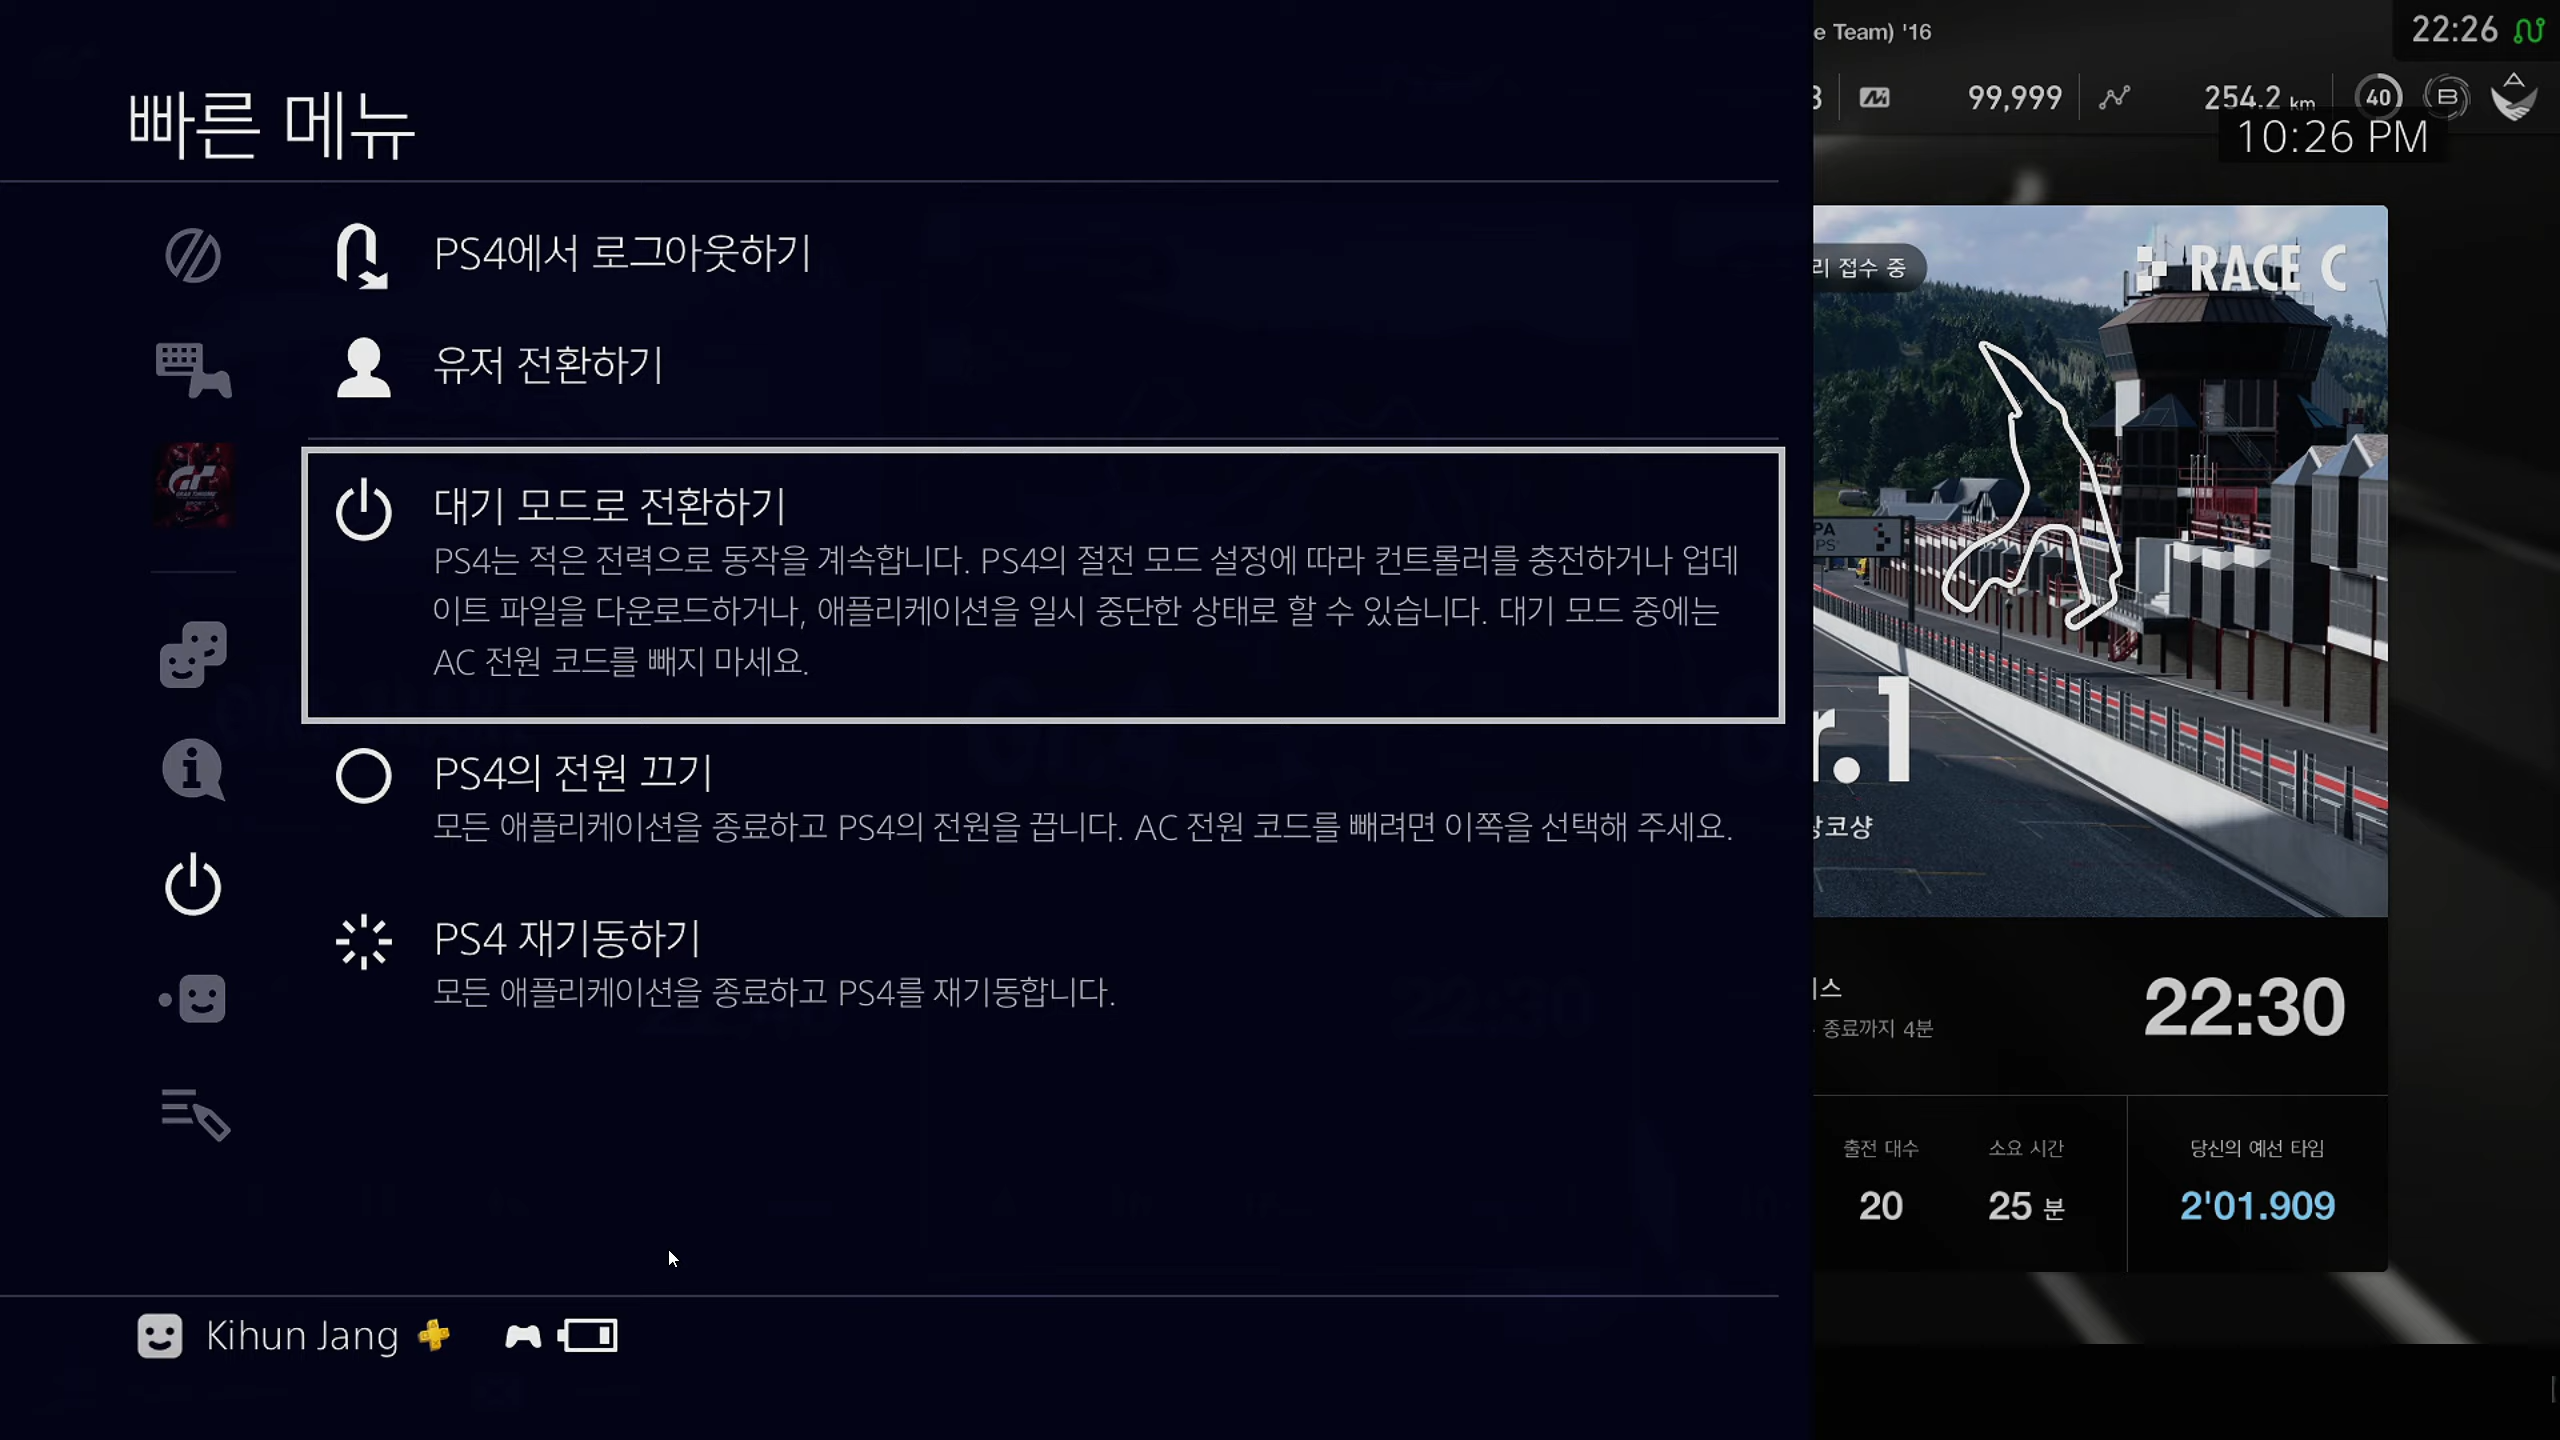 빠른 메뉴
PS4에서 로그아웃하기
유저 전환하기
대기 모드로 전환하기
PS4는 적은 전력으로 동작을 계속합니다. PS4의 절전 모드 설정에 따라 컨트롤러를 충전하거나 업데
이트 파일을 다운로드하거나, 애플리케이션을 일시 중단한 상태로 할 수 있습니다. 대기 모드 중에는
AC 전원 코드를 빼지 마세요.
PS4의 전원 끄기
모든 애플리케이션을 종료하고 PS4의 전원을 끕니다. AC 전원 코드를 빼려면 이쪽을 선택해 주세요.
PS4 재기동하기
모든 애플리케이션을 종료하고 PS4를 재기동합니다.
Kihun Jang
e Team) '16
22:26
99,999
254.2 km
40
B
A
10:26 PM
리 접수 중
RACE C
r.1
코샹
스
종료까지 4분
22:30
출전 대수
소요 시간
당신의 예선 타임
20
25 분
2'01.909